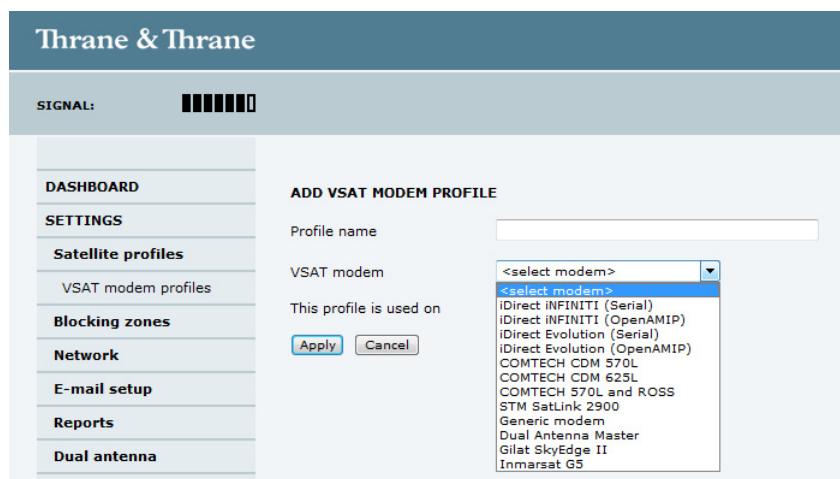 Thrane & Thrane
SIGNAL:
DASHBOARD
SETTINGS
Satellite profiles
VSAT modem profiles
Blocking zones
Network
E-mail setup
Reports
Dual antenna
ADD VSAT MODEM PROFILE
Profile name
VSAT modem
<select modem>
<select modem>
iDirect iNFINITI (Serial)
iDirect iNFINITI (OpenAMIP)
iDirect Evolution (Serial)
iDirect Evolution (OpenAMIP)
COMTECH CDM 570L
COMTECH CDM 625L
COMTECH 570L and ROSS
STM SatLink 2900
Generic modem
Dual Antenna Master
Gilat SkyEdge II
Inmarsat G5
This profile is used on
Apply Cancel